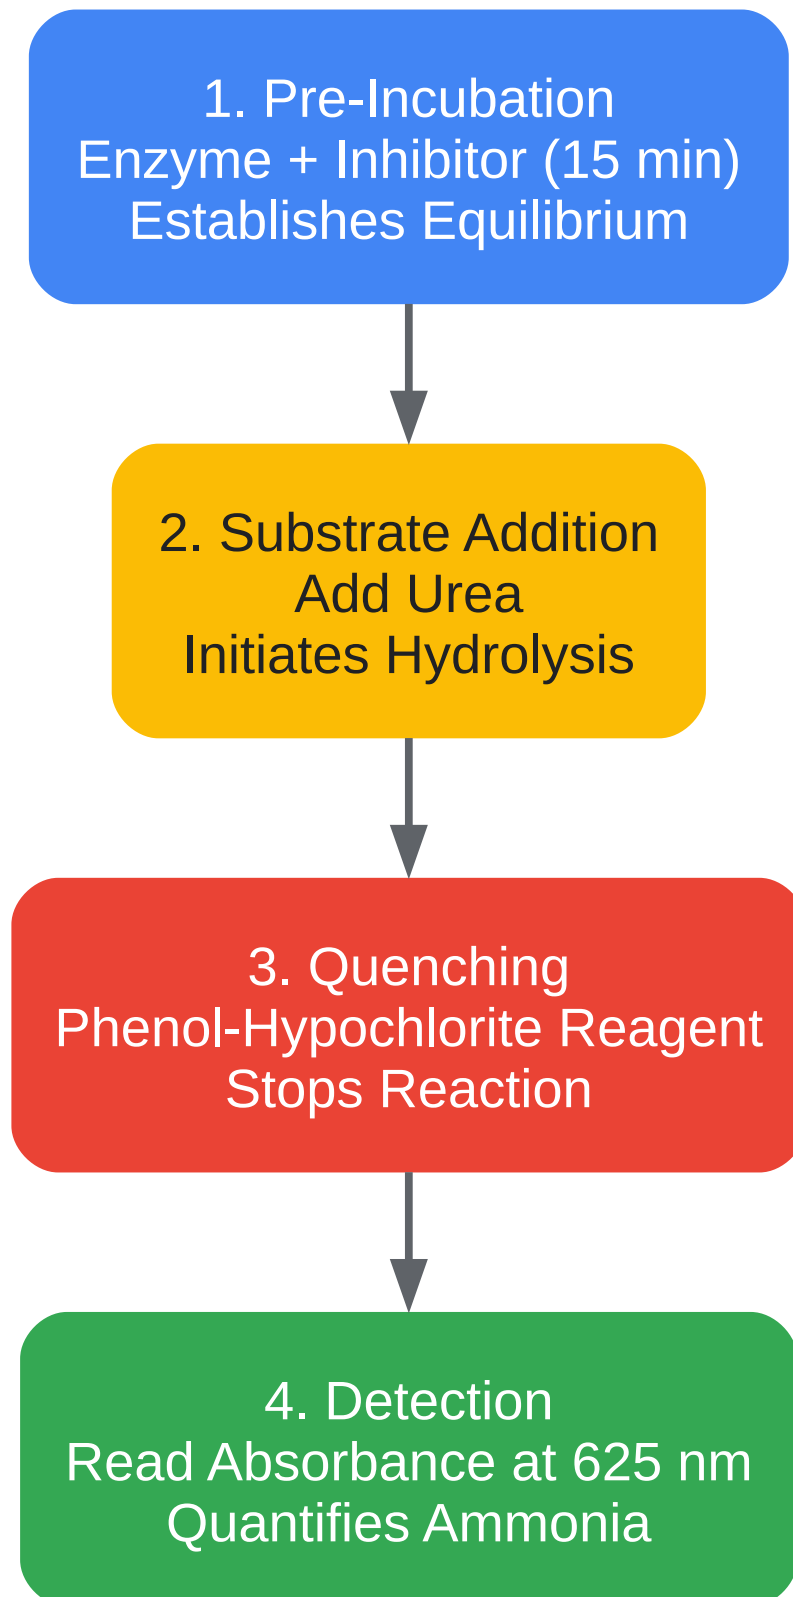 1. Pre-Incubation
Enzyme + Inhibitor (15 min)
Establishes Equilibrium
2. Substrate Addition
Add Urea
Initiates Hydrolysis
3. Quenching
Phenol-Hypochlorite Reagent
Stops Reaction
4. Detection
Read Absorbance at 625 nm
Quantifies Ammonia